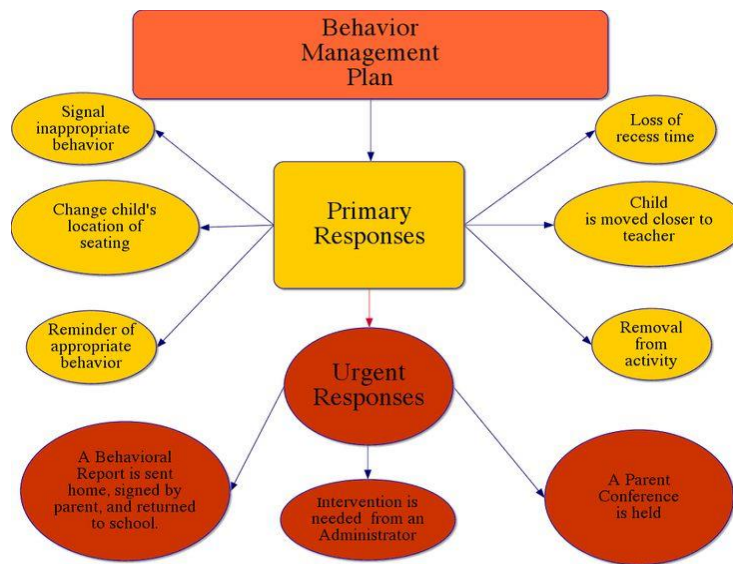 Behavior
Management
Plan
Signal
inappropriate
behavior
Loss of
recess time
Primary
Responses
Change child's
location of
seating
Child
is moved closer to
teacher
Reminder of
appropriate
behavior
Removal
from
activity
Urgent
Responses
A Behavioral
Report is sent
home, signed by
parent, and returned
to school.
Intervention is
needed from an
Administrator
A Parent
Conference
is held